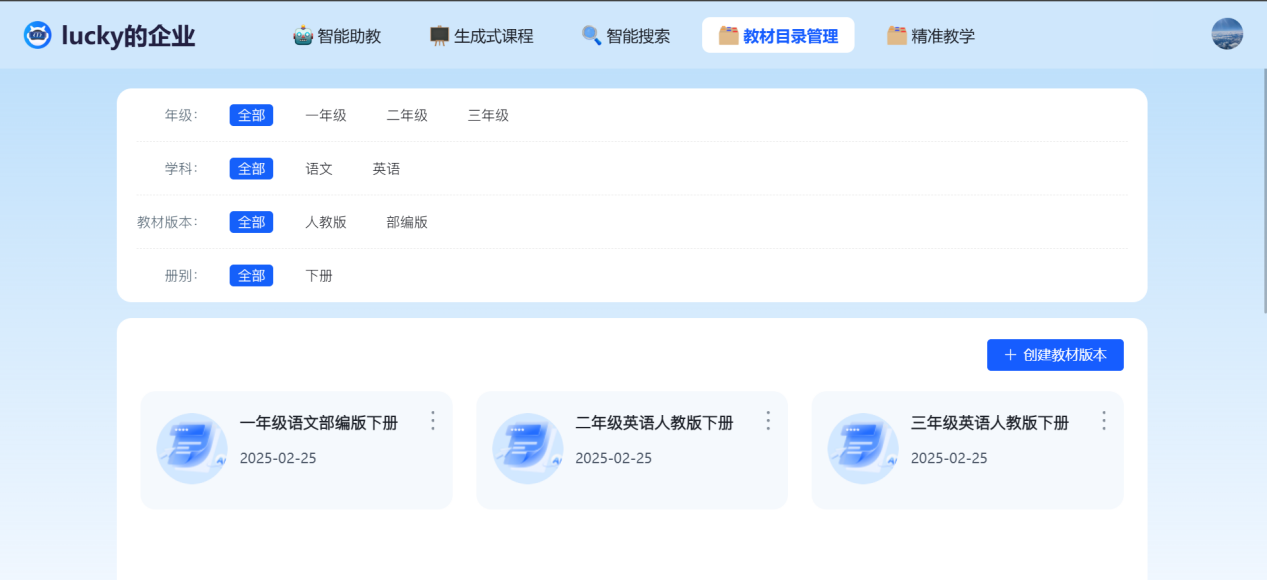 lucky的企业
智能助教
生成式课程
智能搜索
教材目录管理
精准教学
年级： 全部 一年级 二年级 三年级
学科： 全部 语文 英语
教材版本： 全部 人教版 部编版
册别： 全部 下册
＋ 创建教材版本
一年级语文部编版下册
2025-02-25
二年级英语人教版下册
2025-02-25
三年级英语人教版下册
2025-02-25